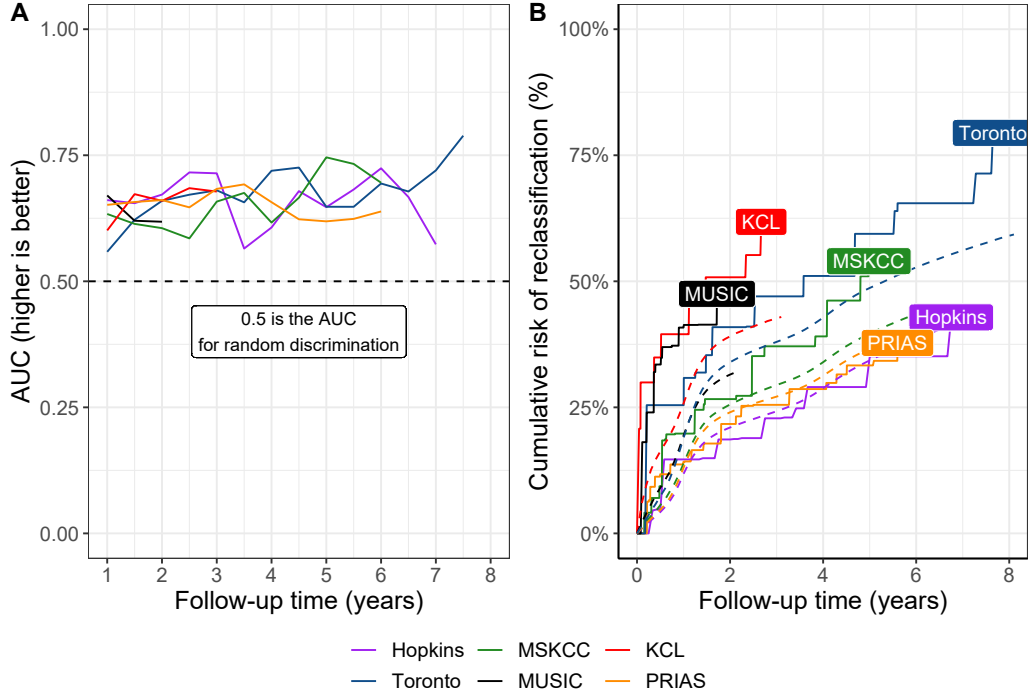 A
AUC (higher is better)
1.00
0.75
0.50
0.25
0.00
0.5 is the AUC
for random discrimination
1 2 3 4 5 6 7 8
Follow-up time (years)
B
Cumulative risk of reclassification (%)
100%
75%
50%
25%
0%
Toronto
KCL
MSKCC
MUSIC
Hopkins
PRIAS
0 2 4 6 8
Follow-up time (years)
Hopkins MSKCC KCL
Toronto MUSIC PRIAS